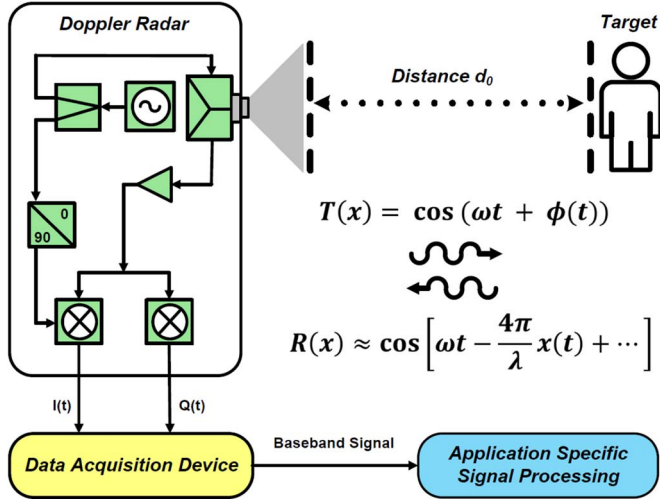 Doppler Radar
Target
Distance d₀
0
90
T(x) = cos (ωt + ϕ(t))
R(x) ≈ cos[ωt − 4π/λ x(t) + ⋯]
I(t)
Q(t)
Data Acquisition Device
Baseband Signal
Application Specific
Signal Processing